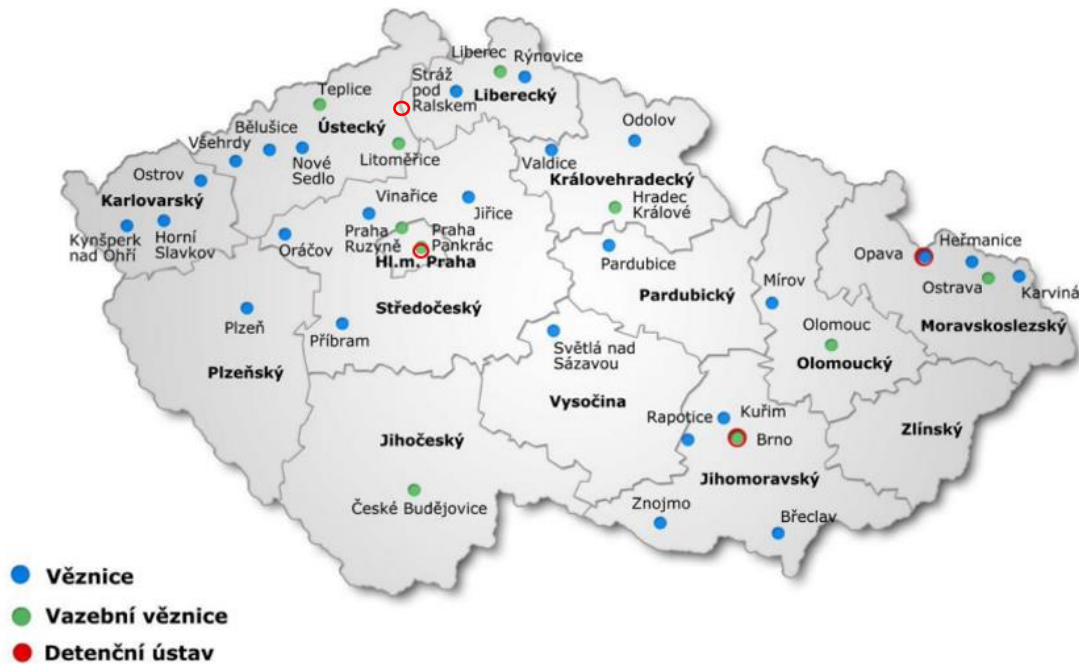 Liberec
Rýnovice
Stráž
pod
Ralskem
Liberecký
Teplice
Ústecký
Bělušice
Všehrdy
Nové
Sedlo
Litoměřice
Odolov
Valdice
Královehradecký
Hradec
Králové
Ostrov
Karlovarský
Kynšperk
nad Ohří
Horní
Slavkov
Vinařice
Jiřice
Praha
Ruzyně
Praha
Pankrác
Hl.m. Praha
Oráčov
Středočeský
Pardubice
Pardubický
Opava
Heřmanice
Ostrava
Karviná
Moravskoslezský
Mírov
Olomouc
Olomoucký
Plzeň
Příbram
Plzeňský
Světlá nad
Sázavou
Vysočina
Rapotice
Kuřim
Brno
Jihomoravský
Zlínský
Jihočeský
České Budějovice
Znojmo
Břeclav
Věznice
Vazební věznice
Detenční ústav